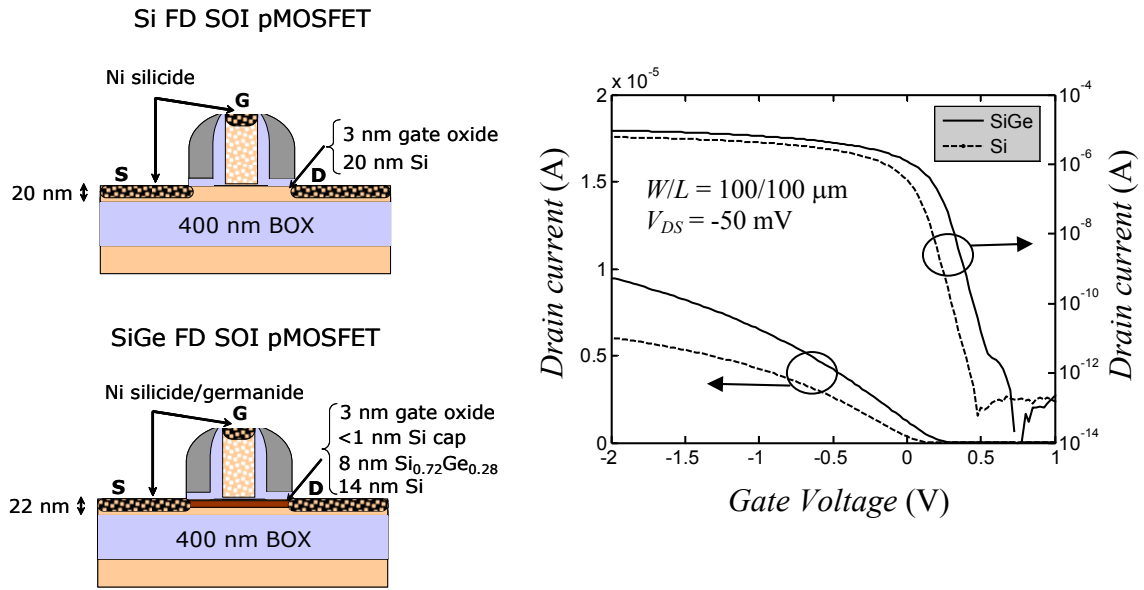 Si FD SOI pMOSFET
Ni silicide
G
3 nm gate oxide
20 nm Si
S
D
20 nm
400 nm BOX
SiGe FD SOI pMOSFET
Ni silicide/germanide
G
3 nm gate oxide
<1 nm Si cap
8 nm Si0.72Ge0.28
14 nm Si
S
D
22 nm
400 nm BOX
x 10-5
2
1.5
1
0.5
0
Drain current (A)
SiGe
Si
W/L = 100/100 μm
VDS = -50 mV
10-4
10-6
10-8
10-10
10-12
10-14
Drain current (A)
-2 -1.5 -1 -0.5 0 0.5 1
Gate Voltage (V)